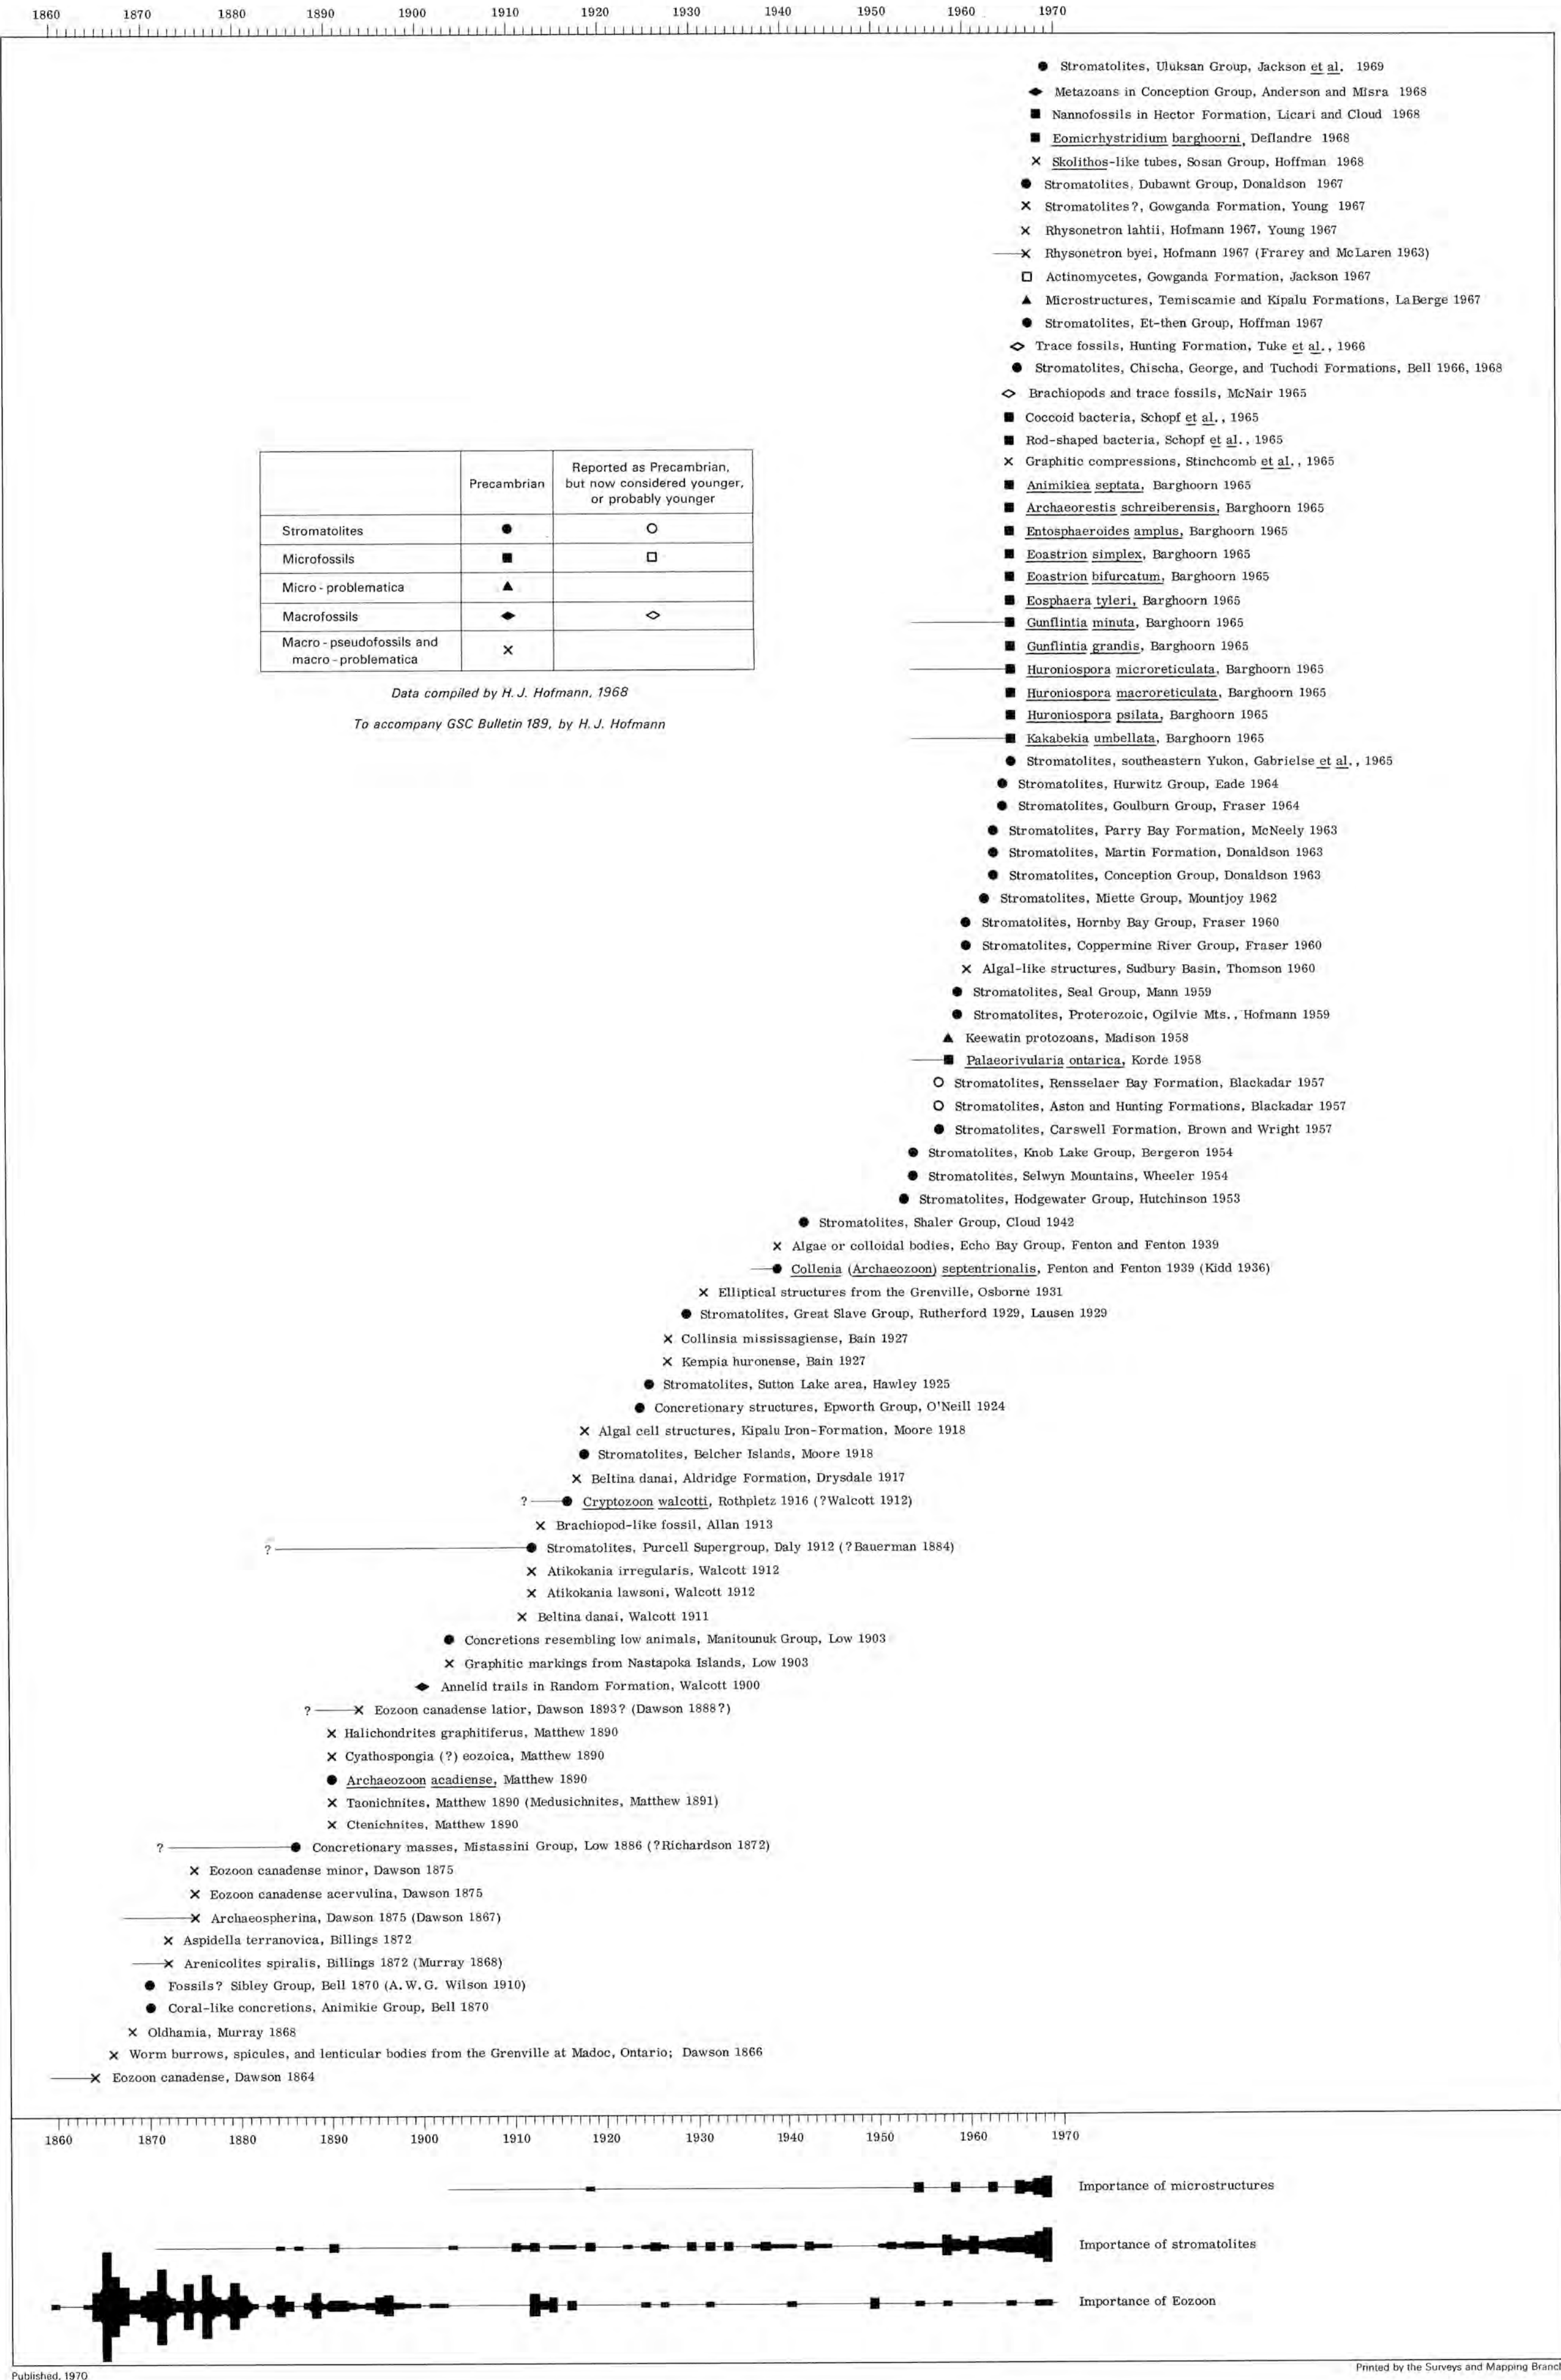 1860 1870 1880 1890 1900 1910 1920 1930 1940 1950 1960 1970
Stromatolites, Uluksan Group, Jackson et al. 1969
Metazoans in Conception Group, Anderson and Misra 1968
Nannofossils in Hector Formation, Licari and Cloud 1968
Eomicrhystridium barghoorni, Deflandre 1968
Skolithos-like tubes, Sosan Group, Hoffman 1968
Stromatolites, Dubawnt Group, Donaldson 1967
Stromatolites?, Gowganda Formation, Young 1967
Rhysonetron lahtii, Hofmann 1967, Young 1967
Rhysonetron byei, Hofmann 1967 (Frarey and McLaren 1963)
Actinomycetes, Gowganda Formation, Jackson 1967
Microstructures, Temiscamie and Kipalu Formations, LaBerge 1967
Stromatolites, Et-then Group, Hoffman 1967
Trace fossils, Hunting Formation, Tuke et al., 1966
Stromatolites, Chischa, George, and Tuchodi Formations, Bell 1966, 1968
Brachiopods and trace fossils, McNair 1965
Coccoid bacteria, Schopf et al., 1965
Rod-shaped bacteria, Schopf et al., 1965
Graphitic compressions, Stinchcomb et al., 1965
Animikiea septata, Barghoorn 1965
Archaeorestis schreiberensis, Barghoorn 1965
Entosphaeroides amplus, Barghoorn 1965
Eoastrion simplex, Barghoorn 1965
Eoastrion bifurcatum, Barghoorn 1965
Eosphaera tyleri, Barghoorn 1965
Gunflintia minuta, Barghoorn 1965
Gunflintia grandis, Barghoorn 1965
Huroniospora microreticulata, Barghoorn 1965
Huroniospora macroreticulata, Barghoorn 1965
Huroniospora psilata, Barghoorn 1965
Kakabekia umbellata, Barghoorn 1965
Stromatolites, southeastern Yukon, Gabrielse et al., 1965
Stromatolites, Hurwitz Group, Eade 1964
Stromatolites, Goulburn Group, Fraser 1964
Stromatolites, Parry Bay Formation, McNeely 1963
Stromatolites, Martin Formation, Donaldson 1963
Stromatolites, Conception Group, Donaldson 1963
Stromatolites, Miette Group, Mountjoy 1962
Stromatolites, Hornby Bay Group, Fraser 1960
Stromatolites, Coppermine River Group, Fraser 1960
Algal-like structures, Sudbury Basin, Thomson 1960
Stromatolites, Seal Group, Mann 1959
Stromatolites, Proterozoic, Ogilvie Mts., Hofmann 1959
Keewatin protozoans, Madison 1958
Palaeorivularia ontarica, Korde 1958
Stromatolites, Rensselaer Bay Formation, Blackadar 1957
Stromatolites, Aston and Hunting Formations, Blackadar 1957
Stromatolites, Carswell Formation, Brown and Wright 1957
Stromatolites, Knob Lake Group, Bergeron 1954
Stromatolites, Selwyn Mountains, Wheeler 1954
Stromatolites, Hodgewater Group, Hutchinson 1953
Stromatolites, Shaler Group, Cloud 1942
Algae or colloidal bodies, Echo Bay Group, Fenton and Fenton 1939
Collenia (Archaeozoon) septentrionalis, Fenton and Fenton 1939 (Kidd 1936)
Elliptical structures from the Grenville, Osborne 1931
Stromatolites, Great Slave Group, Rutherford 1929, Lausen 1929
Collinsia mississagiense, Bain 1927
Kempia huronense, Bain 1927
Stromatolites, Sutton Lake area, Hawley 1925
Concretionary structures, Epworth Group, O'Neill 1924
Algal cell structures, Kipalu Iron-Formation, Moore 1918
Stromatolites, Belcher Islands, Moore 1918
Beltina danai, Aldridge Formation, Drysdale 1917
? Cryptozoon walcotti, Rothpletz 1916 (?Walcott 1912)
Brachiopod-like fossil, Allan 1913
? Stromatolites, Purcell Supergroup, Daly 1912 (?Bauerman 1884)
Atikokania irregularis, Walcott 1912
Atikokania lawsoni, Walcott 1912
Beltina danai, Walcott 1911
Concretions resembling low animals, Manitounuk Group, Low 1903
Graphitic markings from Nastapoka Islands, Low 1903
Annelid trails in Random Formation, Walcott 1900
? Eozoon canadense latior, Dawson 1893? (Dawson 1888?)
Halichondrites graphitiferus, Matthew 1890
Cyathospongia (?) eozoica, Matthew 1890
Archaeozoon acadiense, Matthew 1890
Taonichnites, Matthew 1890 (Medusichnites, Matthew 1891)
Ctenichnites, Matthew 1890
? Concretionary masses, Mistassini Group, Low 1886 (?Richardson 1872)
Eozoon canadense minor, Dawson 1875
Eozoon canadense acervulina, Dawson 1875
Archaeospherina, Dawson 1875 (Dawson 1867)
Aspidella terranovica, Billings 1872
Arenicolites spiralis, Billings 1872 (Murray 1868)
Fossils? Sibley Group, Bell 1870 (A.W.G. Wilson 1910)
Coral-like concretions, Animikie Group, Bell 1870
Oldhamia, Murray 1868
Worm burrows, spicules, and lenticular bodies from the Grenville at Madoc, Ontario; Dawson 1866
Eozoon canadense, Dawson 1864
Precambrian
Reported as Precambrian,
but now considered younger,
or probably younger
Stromatolites
Microfossils
Micro-problematica
Macrofossils
Macro-pseudofossils and
macro-problematica
Data compiled by H. J. Hofmann, 1968
To accompany GSC Bulletin 189, by H. J. Hofmann
1860 1870 1880 1890 1900 1910 1920 1930 1940 1950 1960 1970
Importance of microstructures
Importance of stromatolites
Importance of Eozoon
Published, 1970
Printed by the Surveys and Mapping Branch